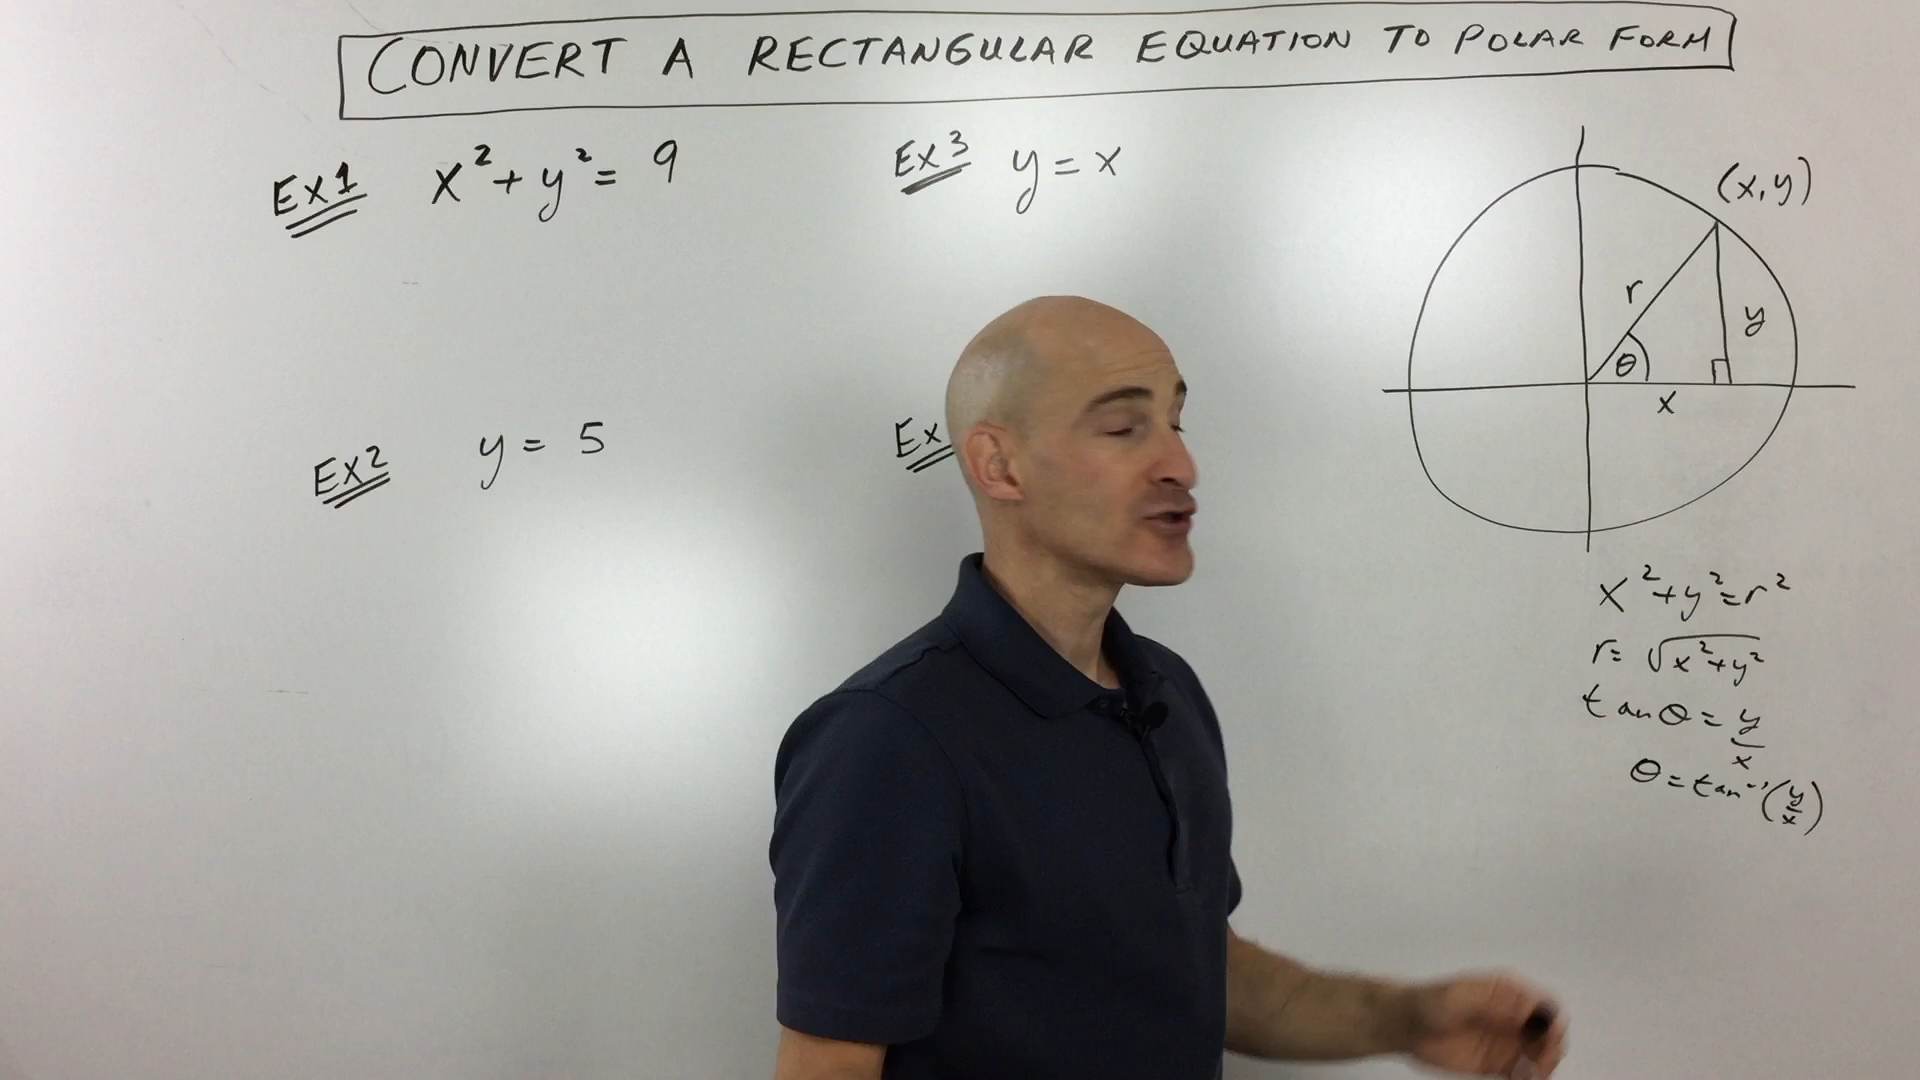 CONVERT A RECTANGULAR EQUATION TO POLAR FORM
Ex1 x² + y² = 9
Ex2 y = 5
Ex3 y = x
Ex
(x, y)
r
y
θ
x
x² + y² = r²
r = √x² + y²
tan θ = y/x
θ = tan⁻¹(y/x)